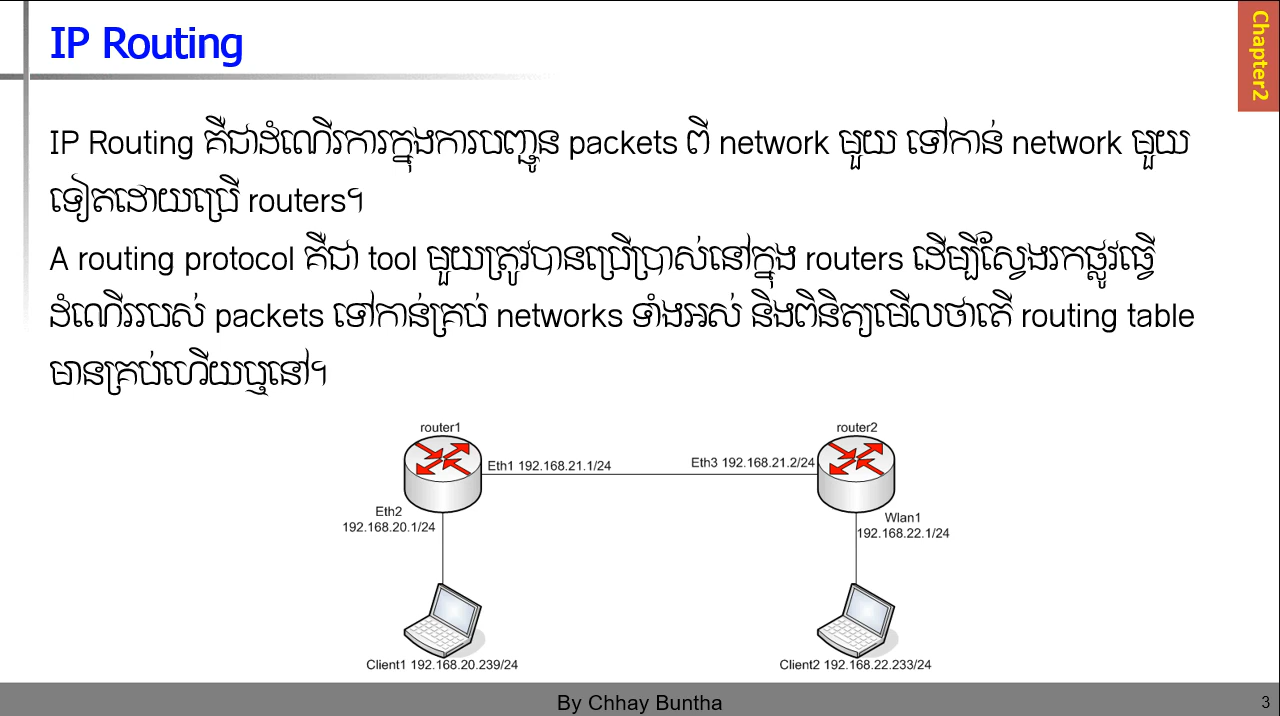 IP Routing
Chapter2
IP Routing គឺជាដំណើរការក្នុងការបញ្ជូន packets ពី network មួយ ទៅកាន់ network មួយ
ទៀតដោយប្រើ routers។
A routing protocol គឺជា tool មួយត្រូវបានប្រើប្រាស់នៅក្នុង routers ដើម្បីស្វែងរកផ្លូវធ្វើ
ដំណើររបស់ packets ទៅកាន់គ្រប់ networks ទាំងអស់ និងពិនិត្យមើលថាតើ routing table
មានគ្រប់ហើយឬនៅ។
router1
router2
Eth1 192.168.21.1/24
Eth3 192.168.21.2/24
Eth2
192.168.20.1/24
Wlan1
192.168.22.1/24
Client1 192.168.20.239/24
Client2 192.168.22.233/24
By Chhay Buntha
3